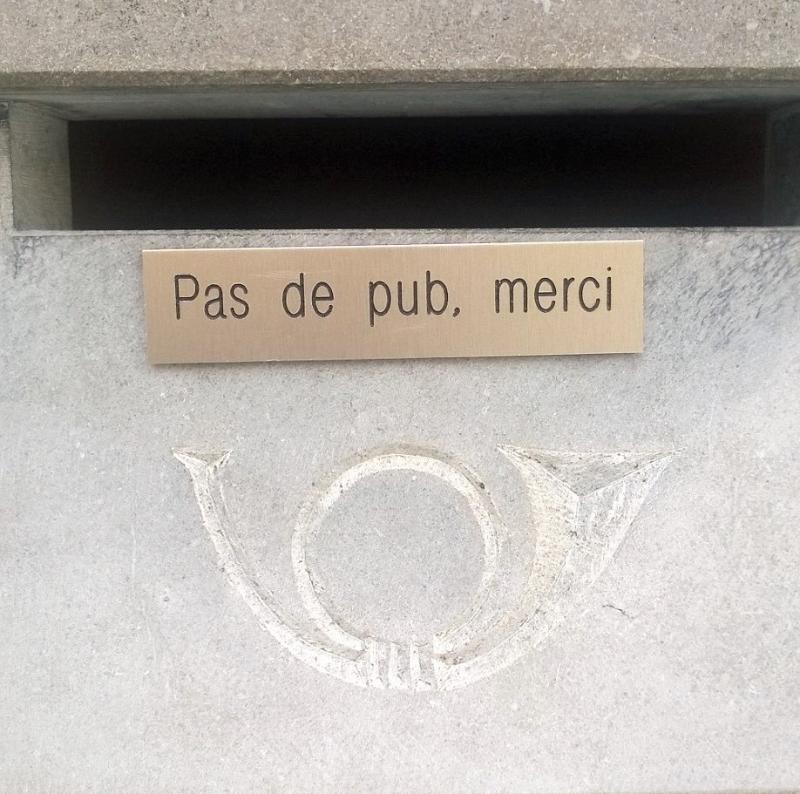 Pas de pub, merci